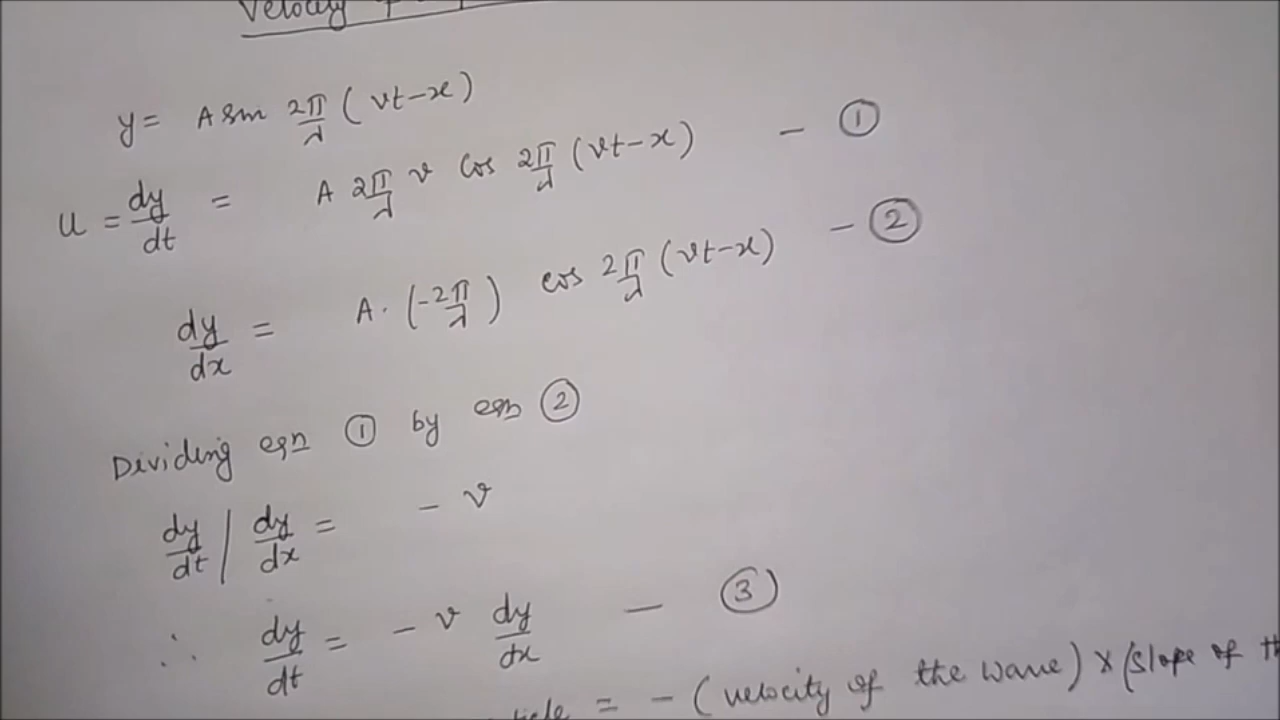 Velocity
y = A sin 2π/λ (vt-x)
u = dy/dt = A 2π/λ v cos 2π/λ (vt-x) - ①
dy/dx = A. (-2π/λ) cos 2π/λ (vt-x) - ②
Dividing eqn ① by eqn ②
dy/dt / dy/dx = - v
∴ dy/dt = - v dy/dx - ③
= - (velocity of the wave) x (slope of